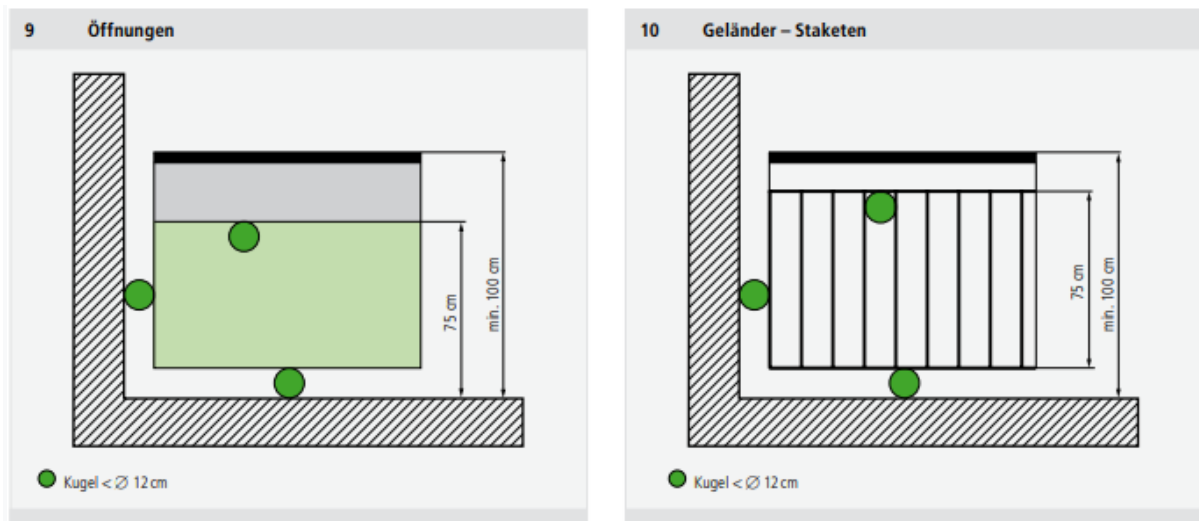 9 Öffnungen
75 cm
min. 100 cm
Kugel < ∅ 12 cm
10 Geländer – Staketen
75 cm
min. 100 cm
Kugel < ∅ 12 cm